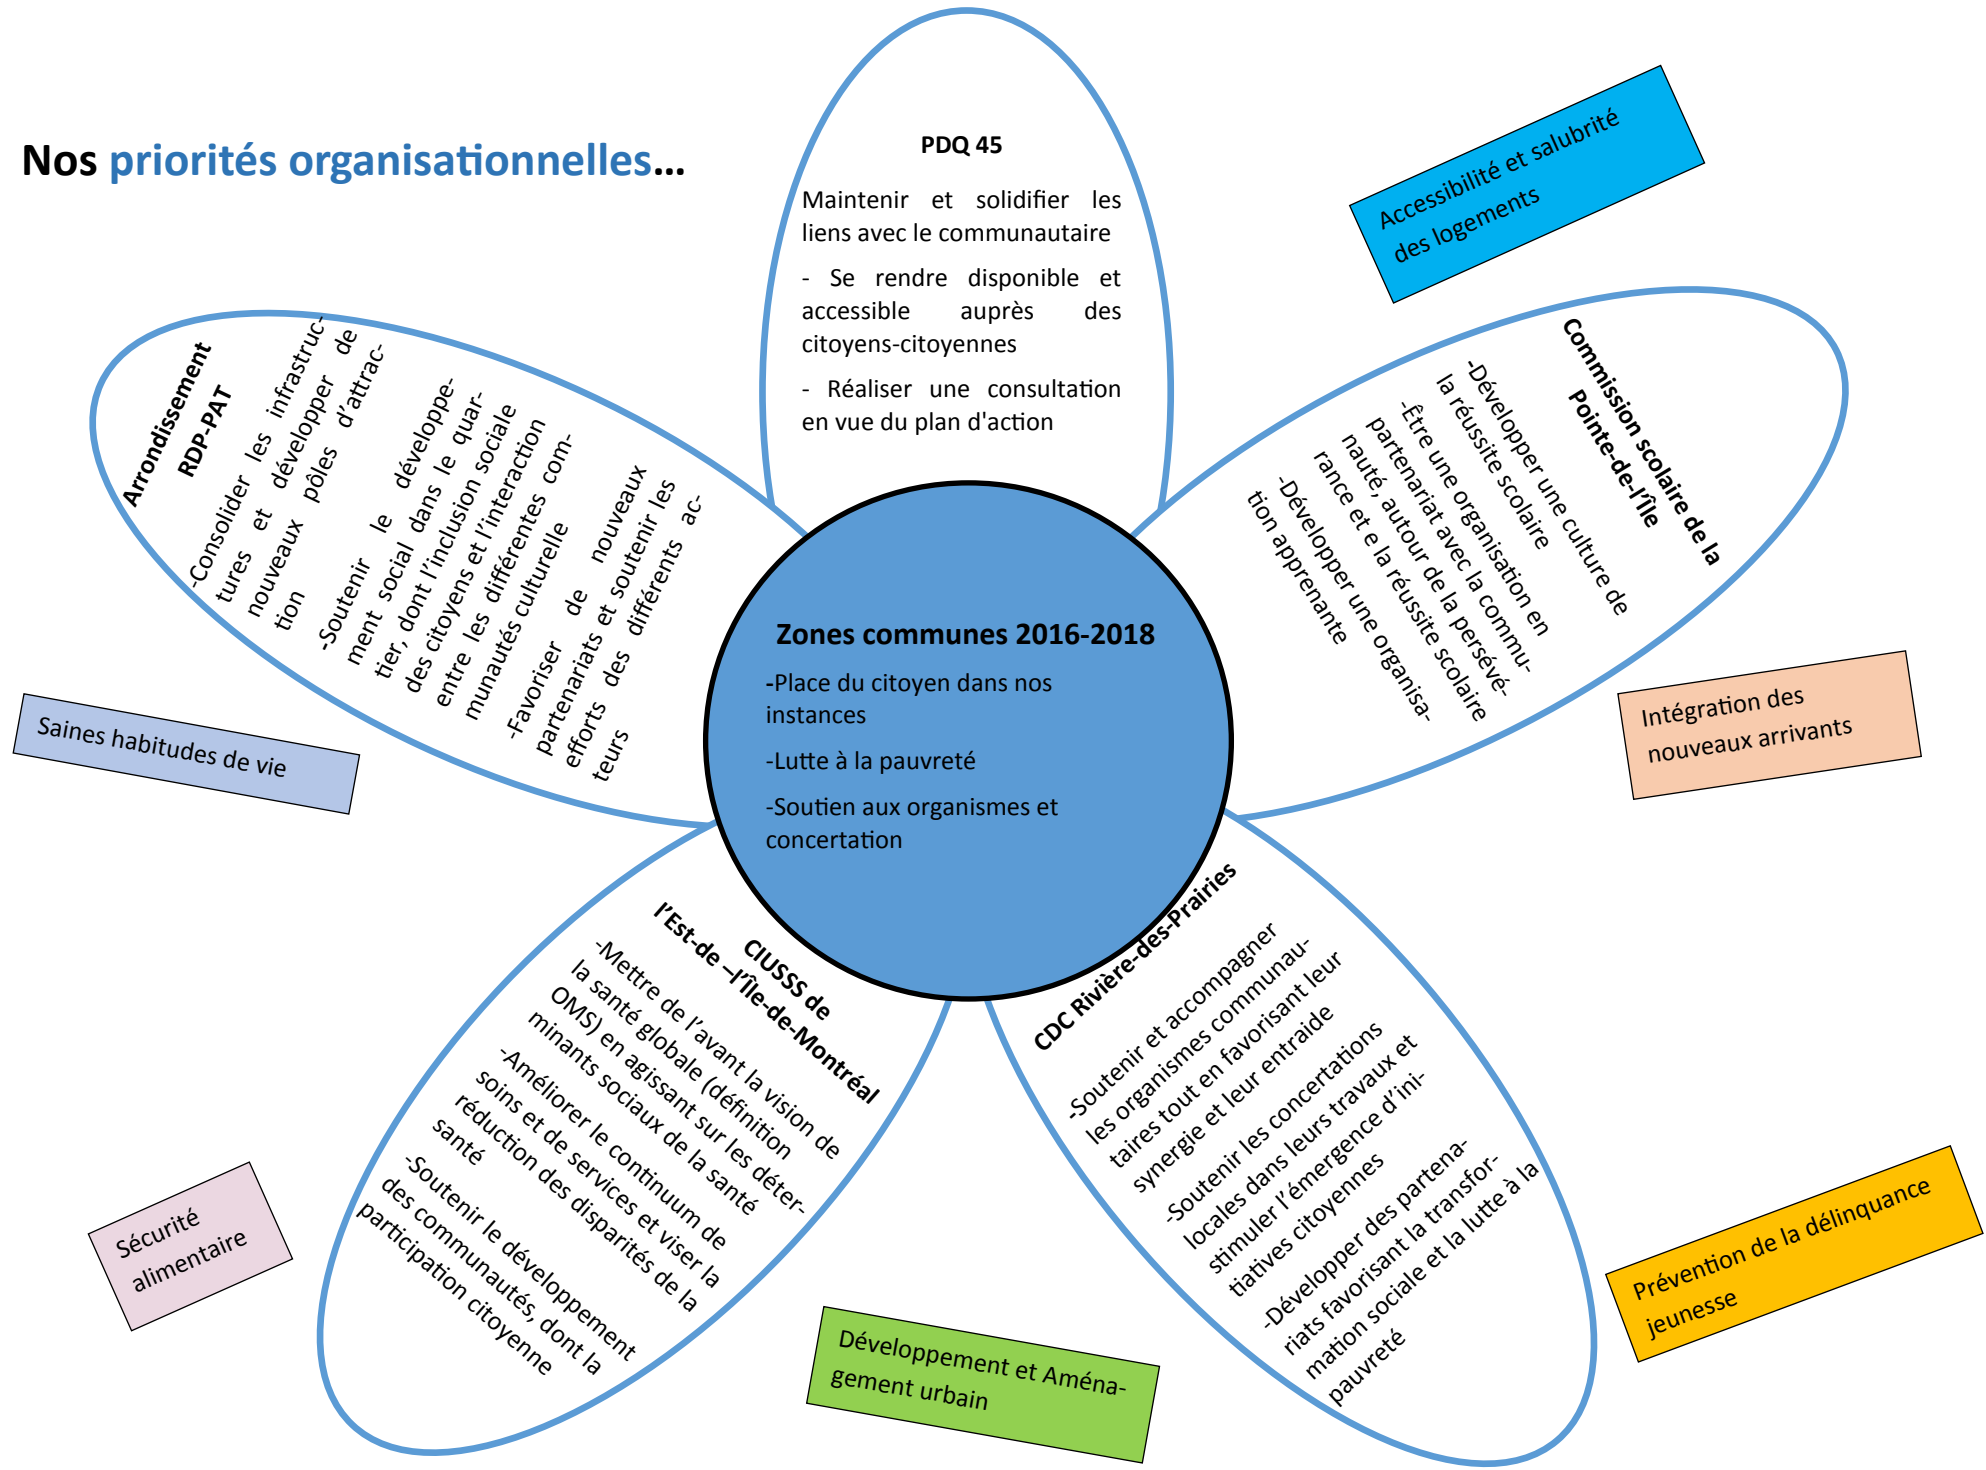 Nos priorités organisationnelles...
PDQ 45
Maintenir et solidifier les
liens avec le communautaire
- Se rendre disponible et
accessible auprès des
citoyens-citoyennes
- Réaliser une consultation
en vue du plan d'action
Accessibilité et salubrité
des logements
Arrondissement
RDP-PAT
-Consolider les infrastruc-
tures et développer de
nouveaux pôles d'attrac-
tion
-Soutenir le développe-
ment social dans le quar-
tier, dont l'inclusion sociale
des citoyens et l'interaction
entre les différentes com-
munautés culturelle
-Favoriser de nouveaux
partenariats et soutenir les
efforts des différents ac-
teurs
Commission scolaire de la
Pointe-de-l'Île
-Développer une culture de
la réussite scolaire
-Être une organisation en
partenariat avec la commu-
nauté, autour de la persévé-
rance et e la réussite scolaire
-Développer une organisa-
tion apprenante
Zones communes 2016-2018
-Place du citoyen dans nos
instances
-Lutte à la pauvreté
-Soutien aux organismes et
concertation
Saines habitudes de vie
Intégration des
nouveaux arrivants
CIUSSS de
l'Est-de –l'Île-de-Montréal
-Mettre de l'avant la vision de
la santé globale (définition
OMS) en agissant sur les déter-
minants sociaux de la santé
-Améliorer le continuum de
soins et de services et viser la
réduction des disparités de la
santé
-Soutenir le développement
des communautés, dont la
participation citoyenne
CDC Rivière-des-Prairies
-Soutenir et accompagner
les organismes communau-
taires tout en favorisant leur
synergie et leur entraide
-Soutenir les concertations
locales dans leurs travaux et
stimuler l'émergence d'ini-
tiatives citoyennes
-Développer des partena-
riats favorisant la transfor-
mation sociale et la lutte à la
pauvreté
Sécurité
alimentaire
Développement et Aména-
gement urbain
Prévention de la délinquance
jeunesse